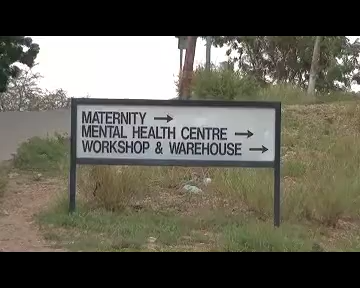 MATERNITY →
MENTAL HEALTH CENTRE →
WORKSHOP & WAREHOUSE →